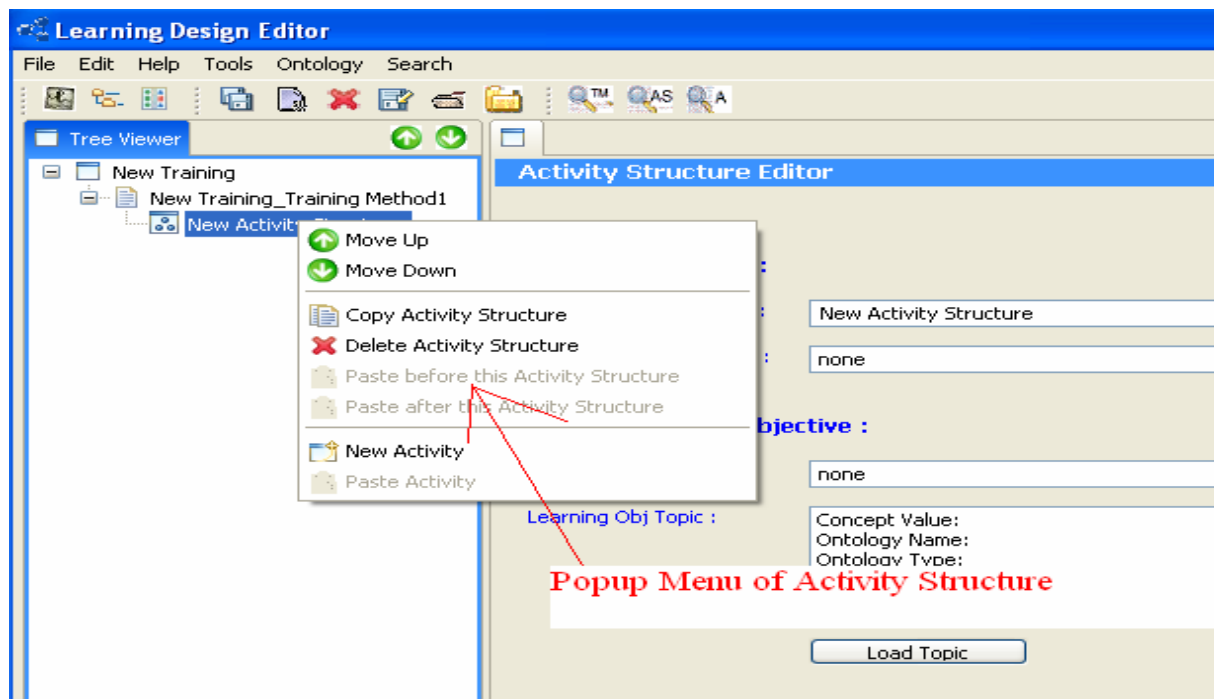 Learning Design Editor
File Edit Help Tools Ontology Search
TM AS A
Tree Viewer
New Training
New Training_Training Method1
New Activity
Move Up
Move Down
Copy Activity Structure
Delete Activity Structure
Paste before this Activity Structure
Paste after this Activity Structure
New Activity
Paste Activity
Activity Structure Editor
:
: New Activity Structure
: none
bjective :
none
Learning Obj Topic :
Concept Value:
Ontology Name:
Ontology Type:
Popup Menu of Activity Structure
Load Topic